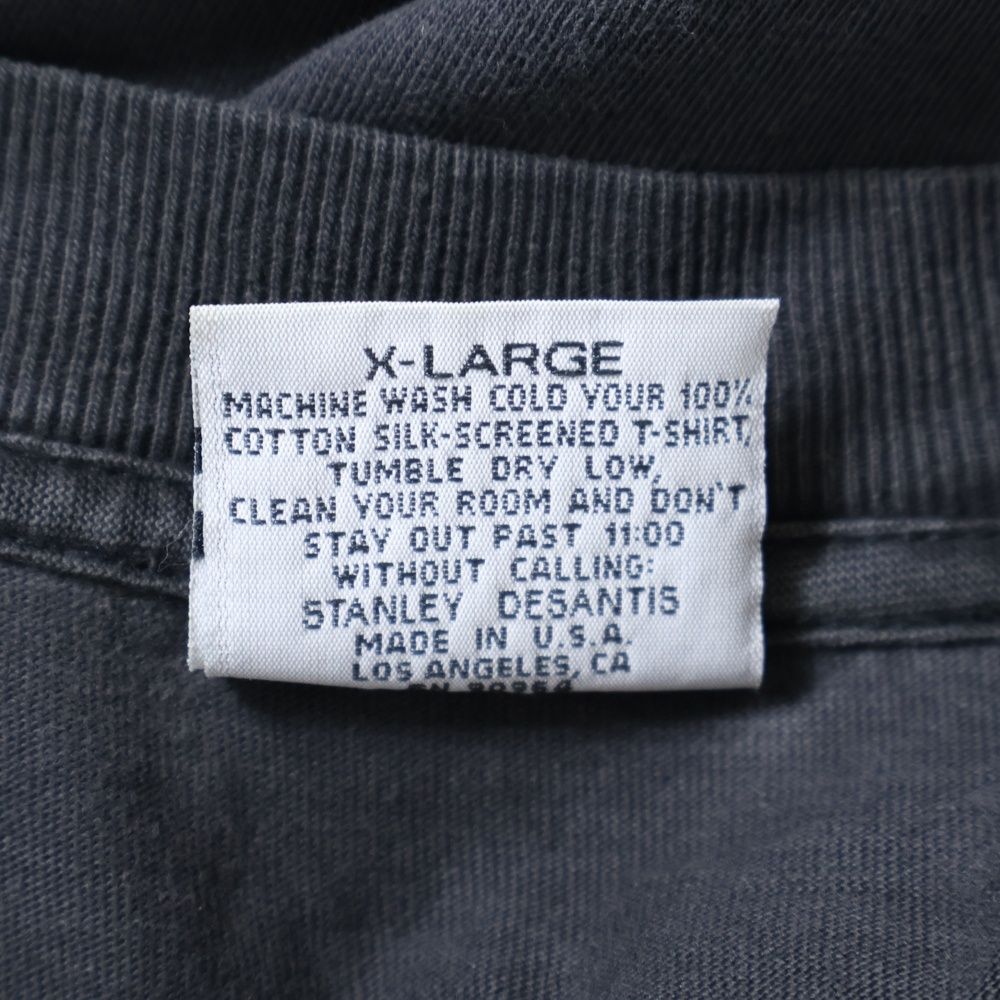 X-LARGE
MACHINE WASH COLD YOUR 100%
COTTON SILK-SCREENED T-SHIRT,
TUMBLE DRY LOW,
CLEAN YOUR ROOM AND DON'T
STAY OUT PAST 11:00
WITHOUT CALLING:
STANLEY DESANTIS
MADE IN U.S.A.
LOS ANGELES, CA